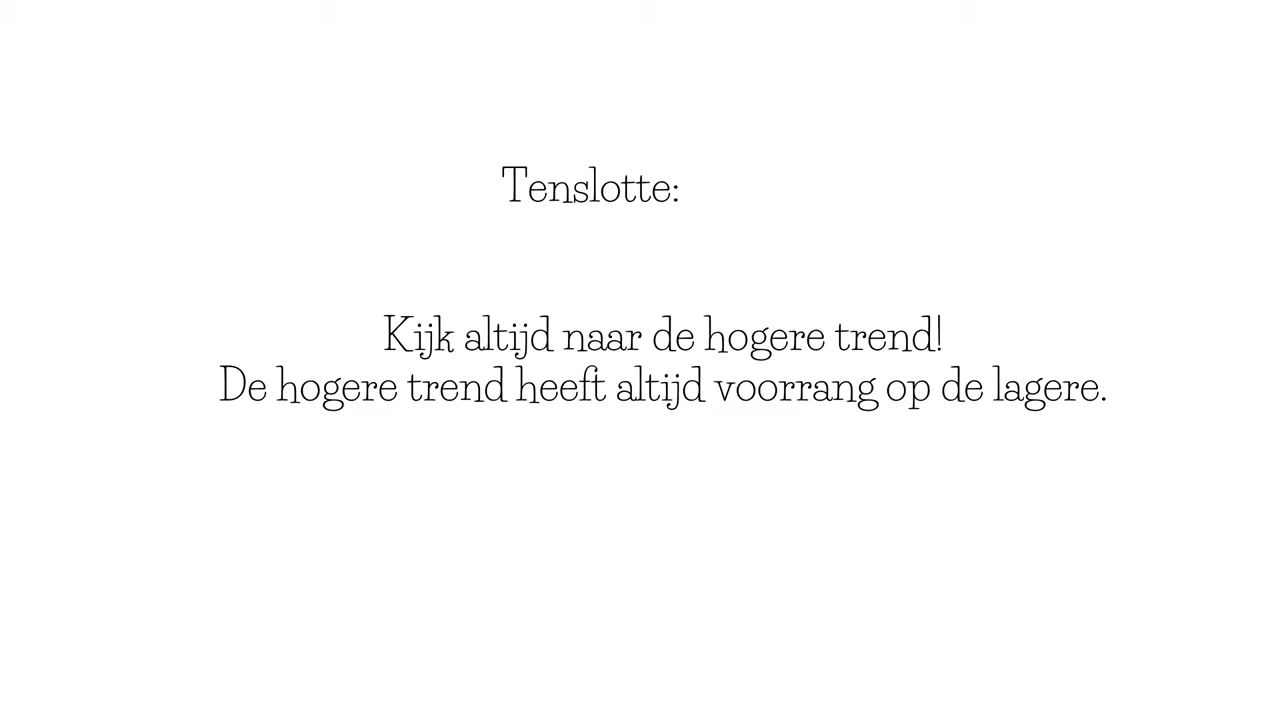 Tenslotte:
Kijk altijd naar de hogere trend!
De hogere trend heeft altijd voorrang op de lagere.